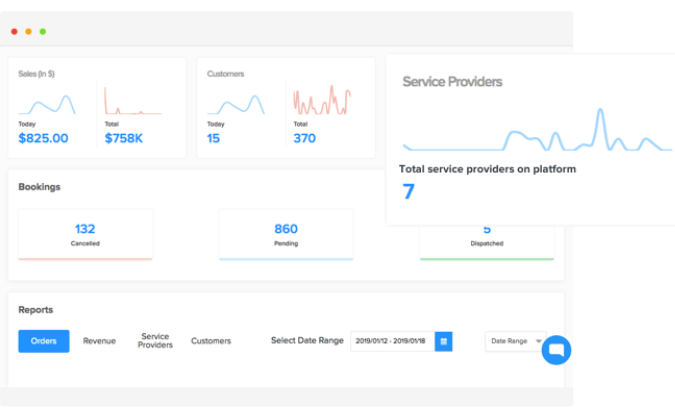 Sales (In $)
Today
$825.00
Total
$758K
Customers
Today
15
Total
370
Service Providers
Total service providers on platform
7
Bookings
132
Cancelled
860
Pending
5
Dispatched
Reports
Orders
Revenue
Service
Providers
Customers
Select Date Range
2019/01/12 - 2019/01/18
Date Range